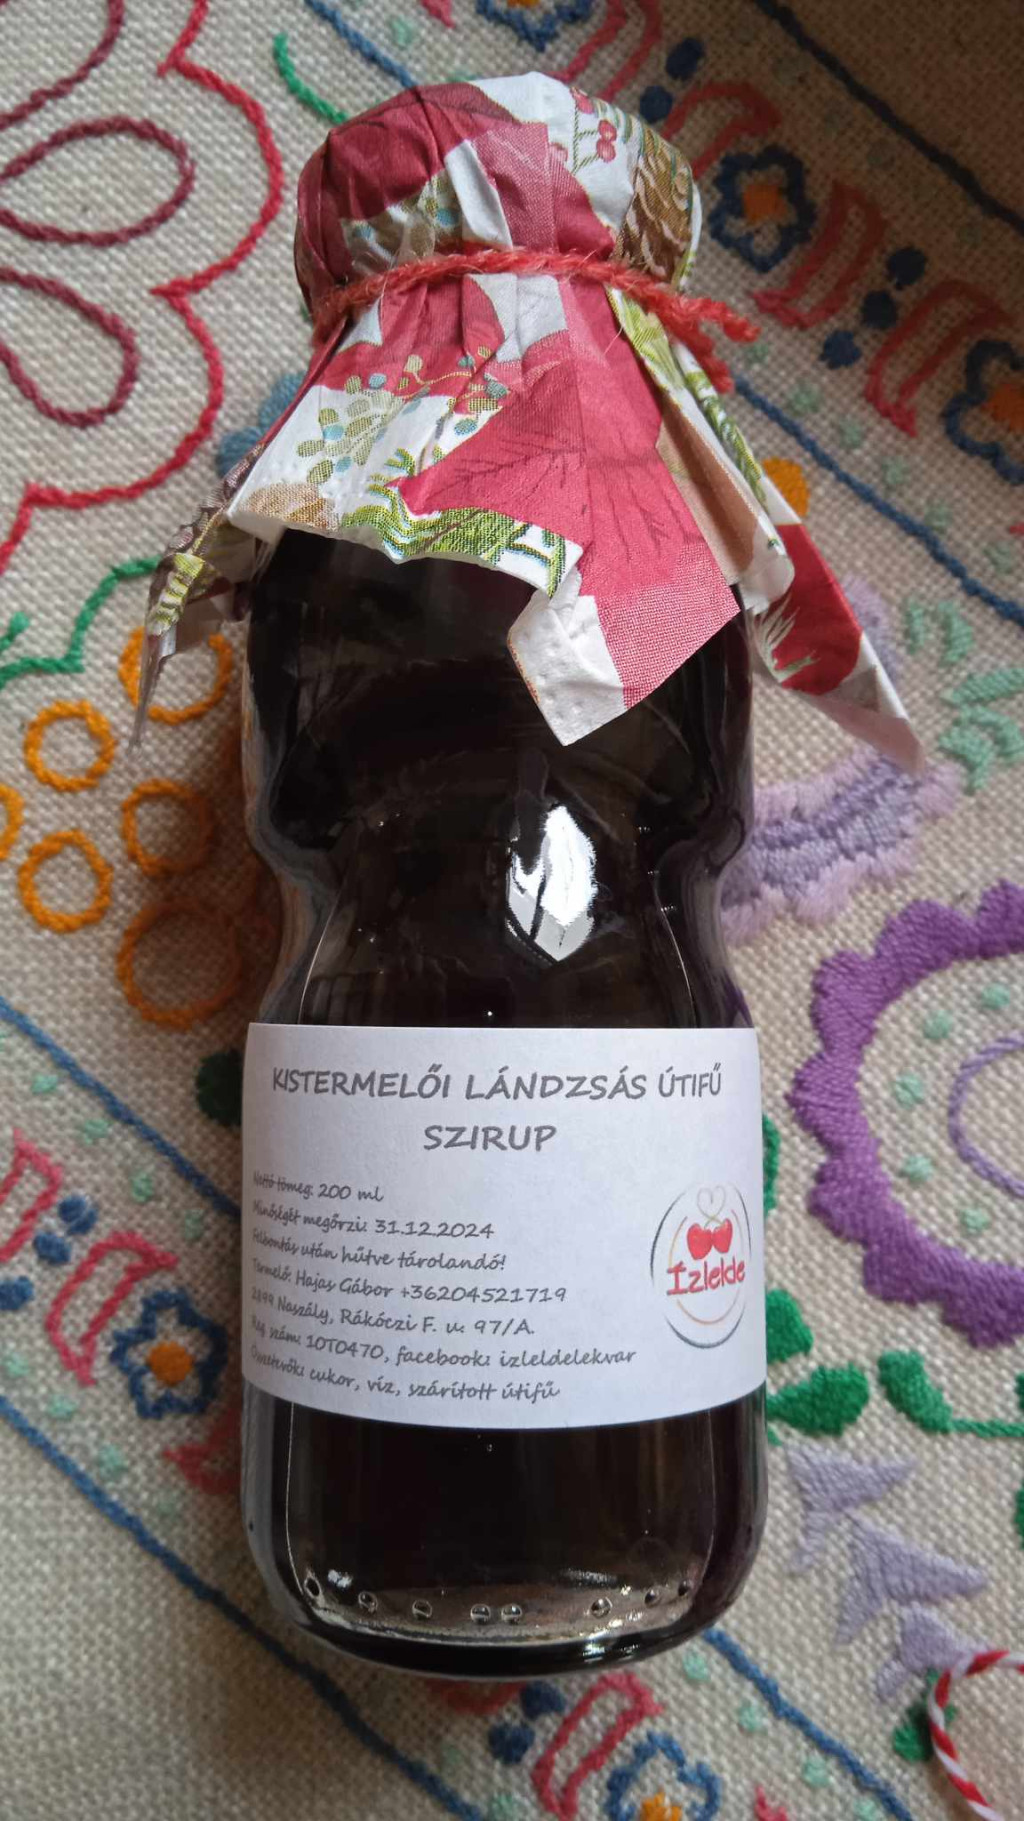 KISTERMELŐI LÁNDZSÁS ÚTIFŰ
SZIRUP
Nettó tömeg: 200 ml
Minőségét megőrzi: 31.12.2024
Felbontás után hűtve tárolandó!
Termelő: Hajas Gábor +36204521719
2899 Naszály, Rákóczi F. u. 97/A.
Reg szám: 10T0470, facebook: izleldelekvar
Összetevők: cukor, víz, szárított útifű
Ízlelde